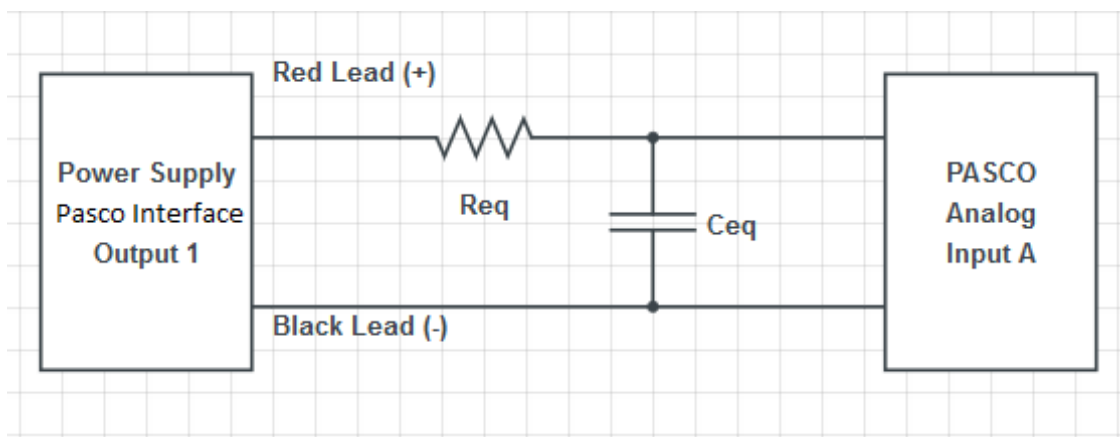 Red Lead (+)
Power Supply
Pasco Interface
Output 1
Req
Ceq
PASCO
Analog
Input A
Black Lead (-)